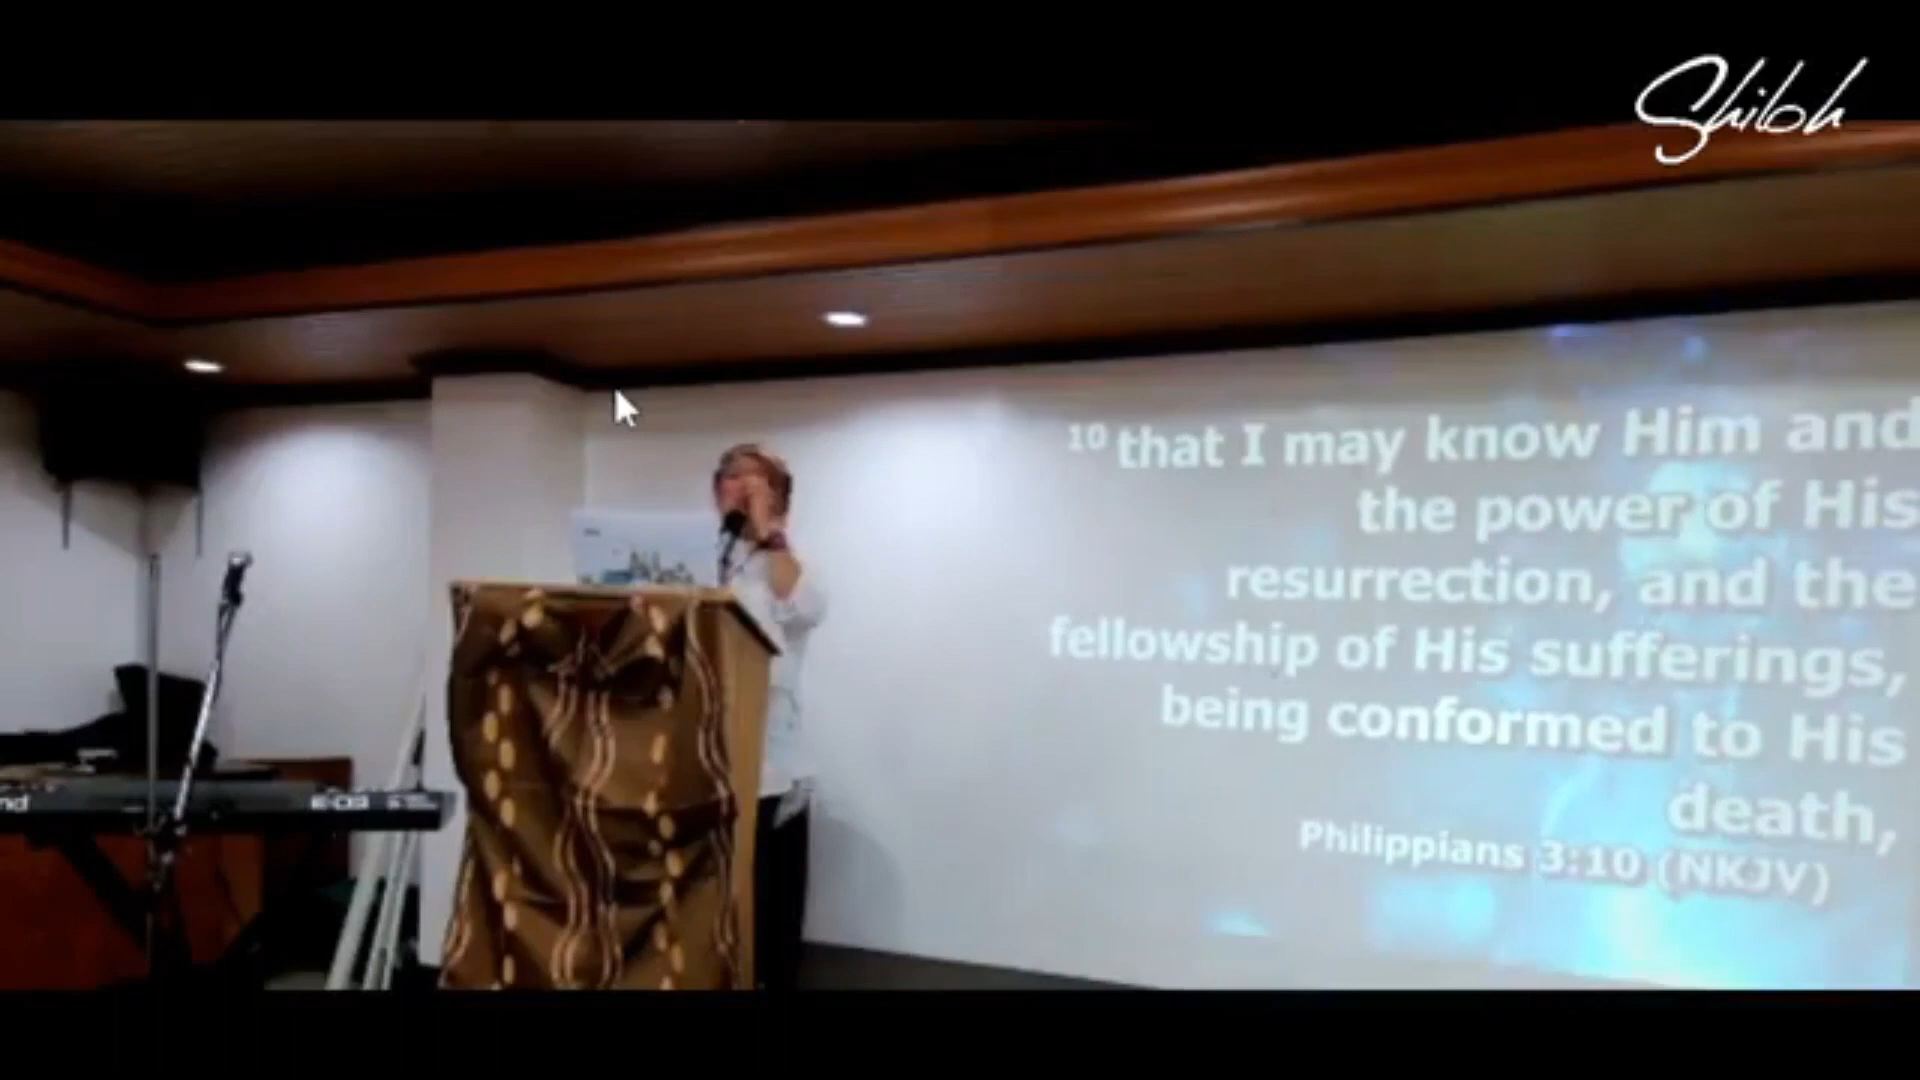 Shiloh
10 that I may know Him and
the power of His
resurrection, and the
fellowship of His sufferings,
being conformed to His
death,
Philippians 3:10 (NKJV)